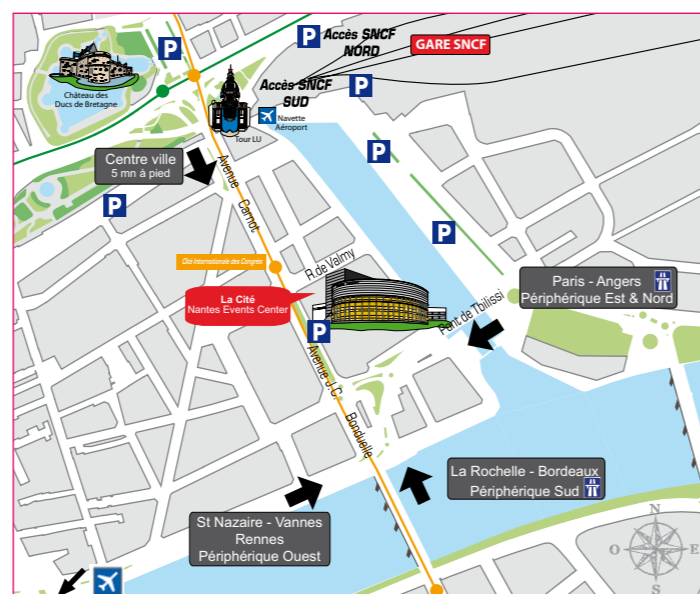 P
P
Accès SNCF
NORD
GARE SNCF
Château des
Ducs de Bretagne
Accès SNCF
SUD
P
Navette
Aéroport
Tour LU
Centre ville
5 mn à pied
P
P
Avenue Carnot
P
Cité Internationale des Congrès
R.de Valmy
La Cité
Nantes Events Center
Paris - Angers
Périphérique Est & Nord
Pont de Tbilissi
P
Avenue J.C. Bonduelle
La Rochelle - Bordeaux
Périphérique Sud
St Nazaire - Vannes
Rennes
Périphérique Ouest
N
O
E
S